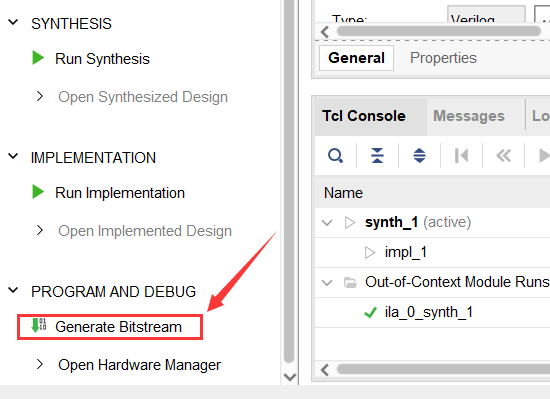 SYNTHESIS
Run Synthesis
Open Synthesized Design
IMPLEMENTATION
Run Implementation
Open Implemented Design
PROGRAM AND DEBUG
Generate Bitstream
Open Hardware Manager
Type: Verilog
General Properties
Tcl Console Messages Lo
Name
synth_1 (active)
impl_1
Out-of-Context Module Runs
ila_0_synth_1